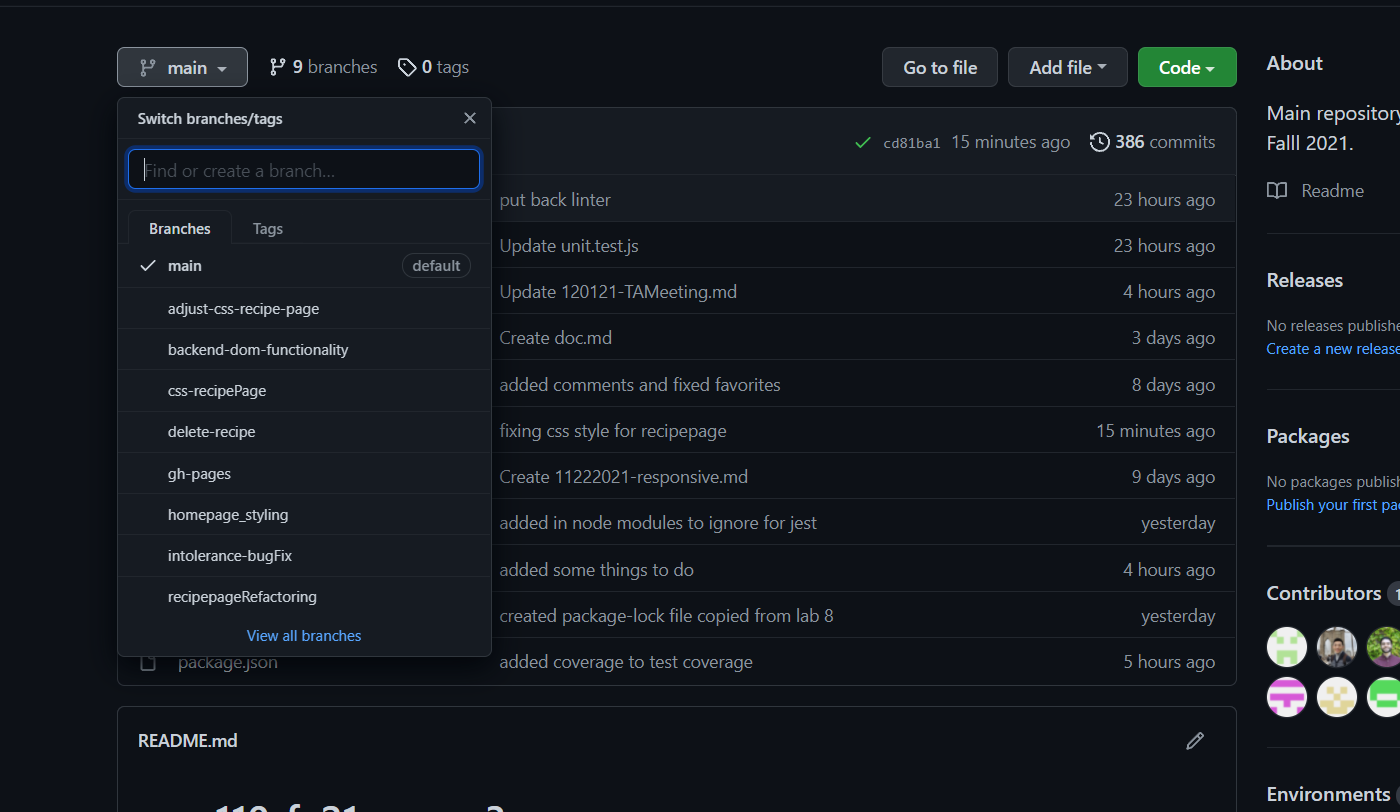 main 9 branches 0 tags Go to file Add file Code
Switch branches/tags
Find or create a branch...
Branches Tags
main default
adjust-css-recipe-page
backend-dom-functionality
css-recipePage
delete-recipe
gh-pages
homepage_styling
intolerance-bugFix
recipepageRefactoring
View all branches
cd81ba1 15 minutes ago 386 commits
put back linter 23 hours ago
Update unit.test.js 23 hours ago
Update 120121-TAMeeting.md 4 hours ago
Create doc.md 3 days ago
added comments and fixed favorites 8 days ago
fixing css style for recipepage 15 minutes ago
Create 11222021-responsive.md 9 days ago
added in node modules to ignore for jest yesterday
added some things to do 4 hours ago
created package-lock file copied from lab 8 yesterday
package.json added coverage to test coverage 5 hours ago
README.md
About
Main repository
Falll 2021.
Readme
Releases
No releases publishe
Create a new release
Packages
No packages publish
Publish your first pac
Contributors 1
Environments